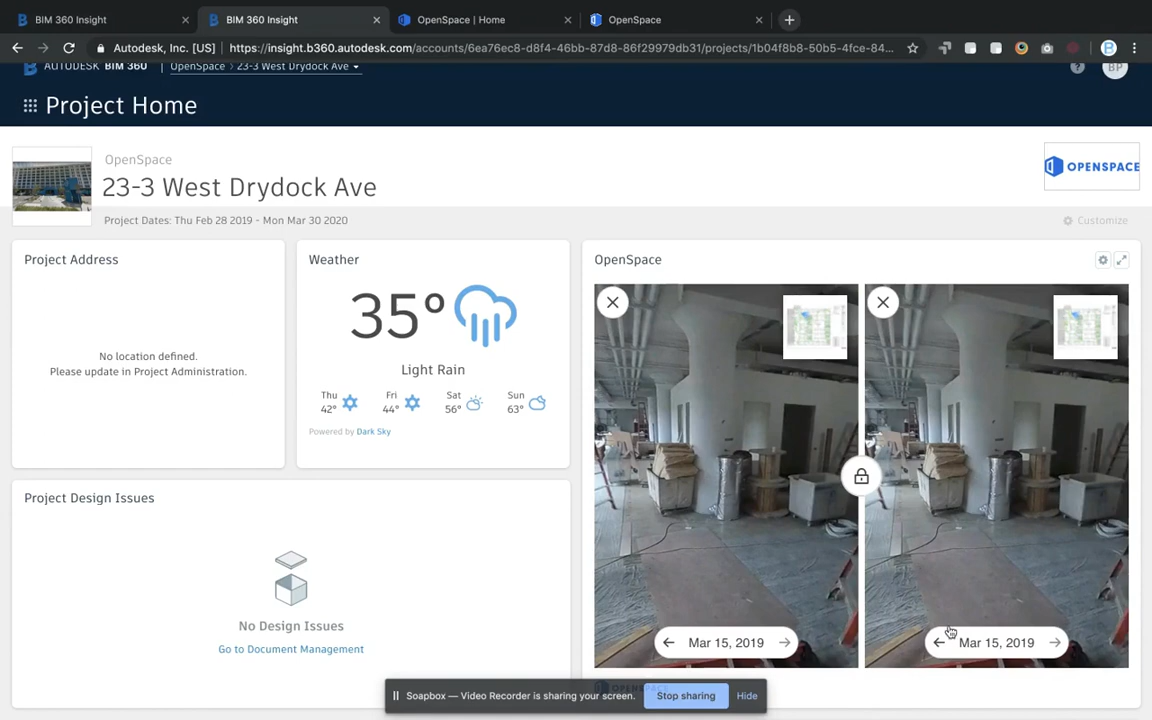 BIM 360 Insight
BIM 360 Insight
OpenSpace | Home
OpenSpace
Autodesk, Inc. [US]
https://insight.b360.autodesk.com/accounts/6ea76ec8-d8f4-46bb-87d8-86f29979db31/projects/1b04f8b8-50b5-4fce-84...
AUTODESK BIM 360
OpenSpace > 23-3 West Drydock Ave
BP
Project Home
OpenSpace
23-3 West Drydock Ave
OPENSPACE
Project Dates: Thu Feb 28 2019 - Mon Mar 30 2020
Customize
Project Address
No location defined.
Please update in Project Administration.
Weather
35°
Light Rain
Thu Fri Sat Sun
42° 44° 56° 63°
Powered by Dark Sky
OpenSpace
Mar 15, 2019
Mar 15, 2019
Project Design Issues
No Design Issues
Go to Document Management
OPENSPACE
Soapbox — Video Recorder is sharing your screen.
Stop sharing
Hide